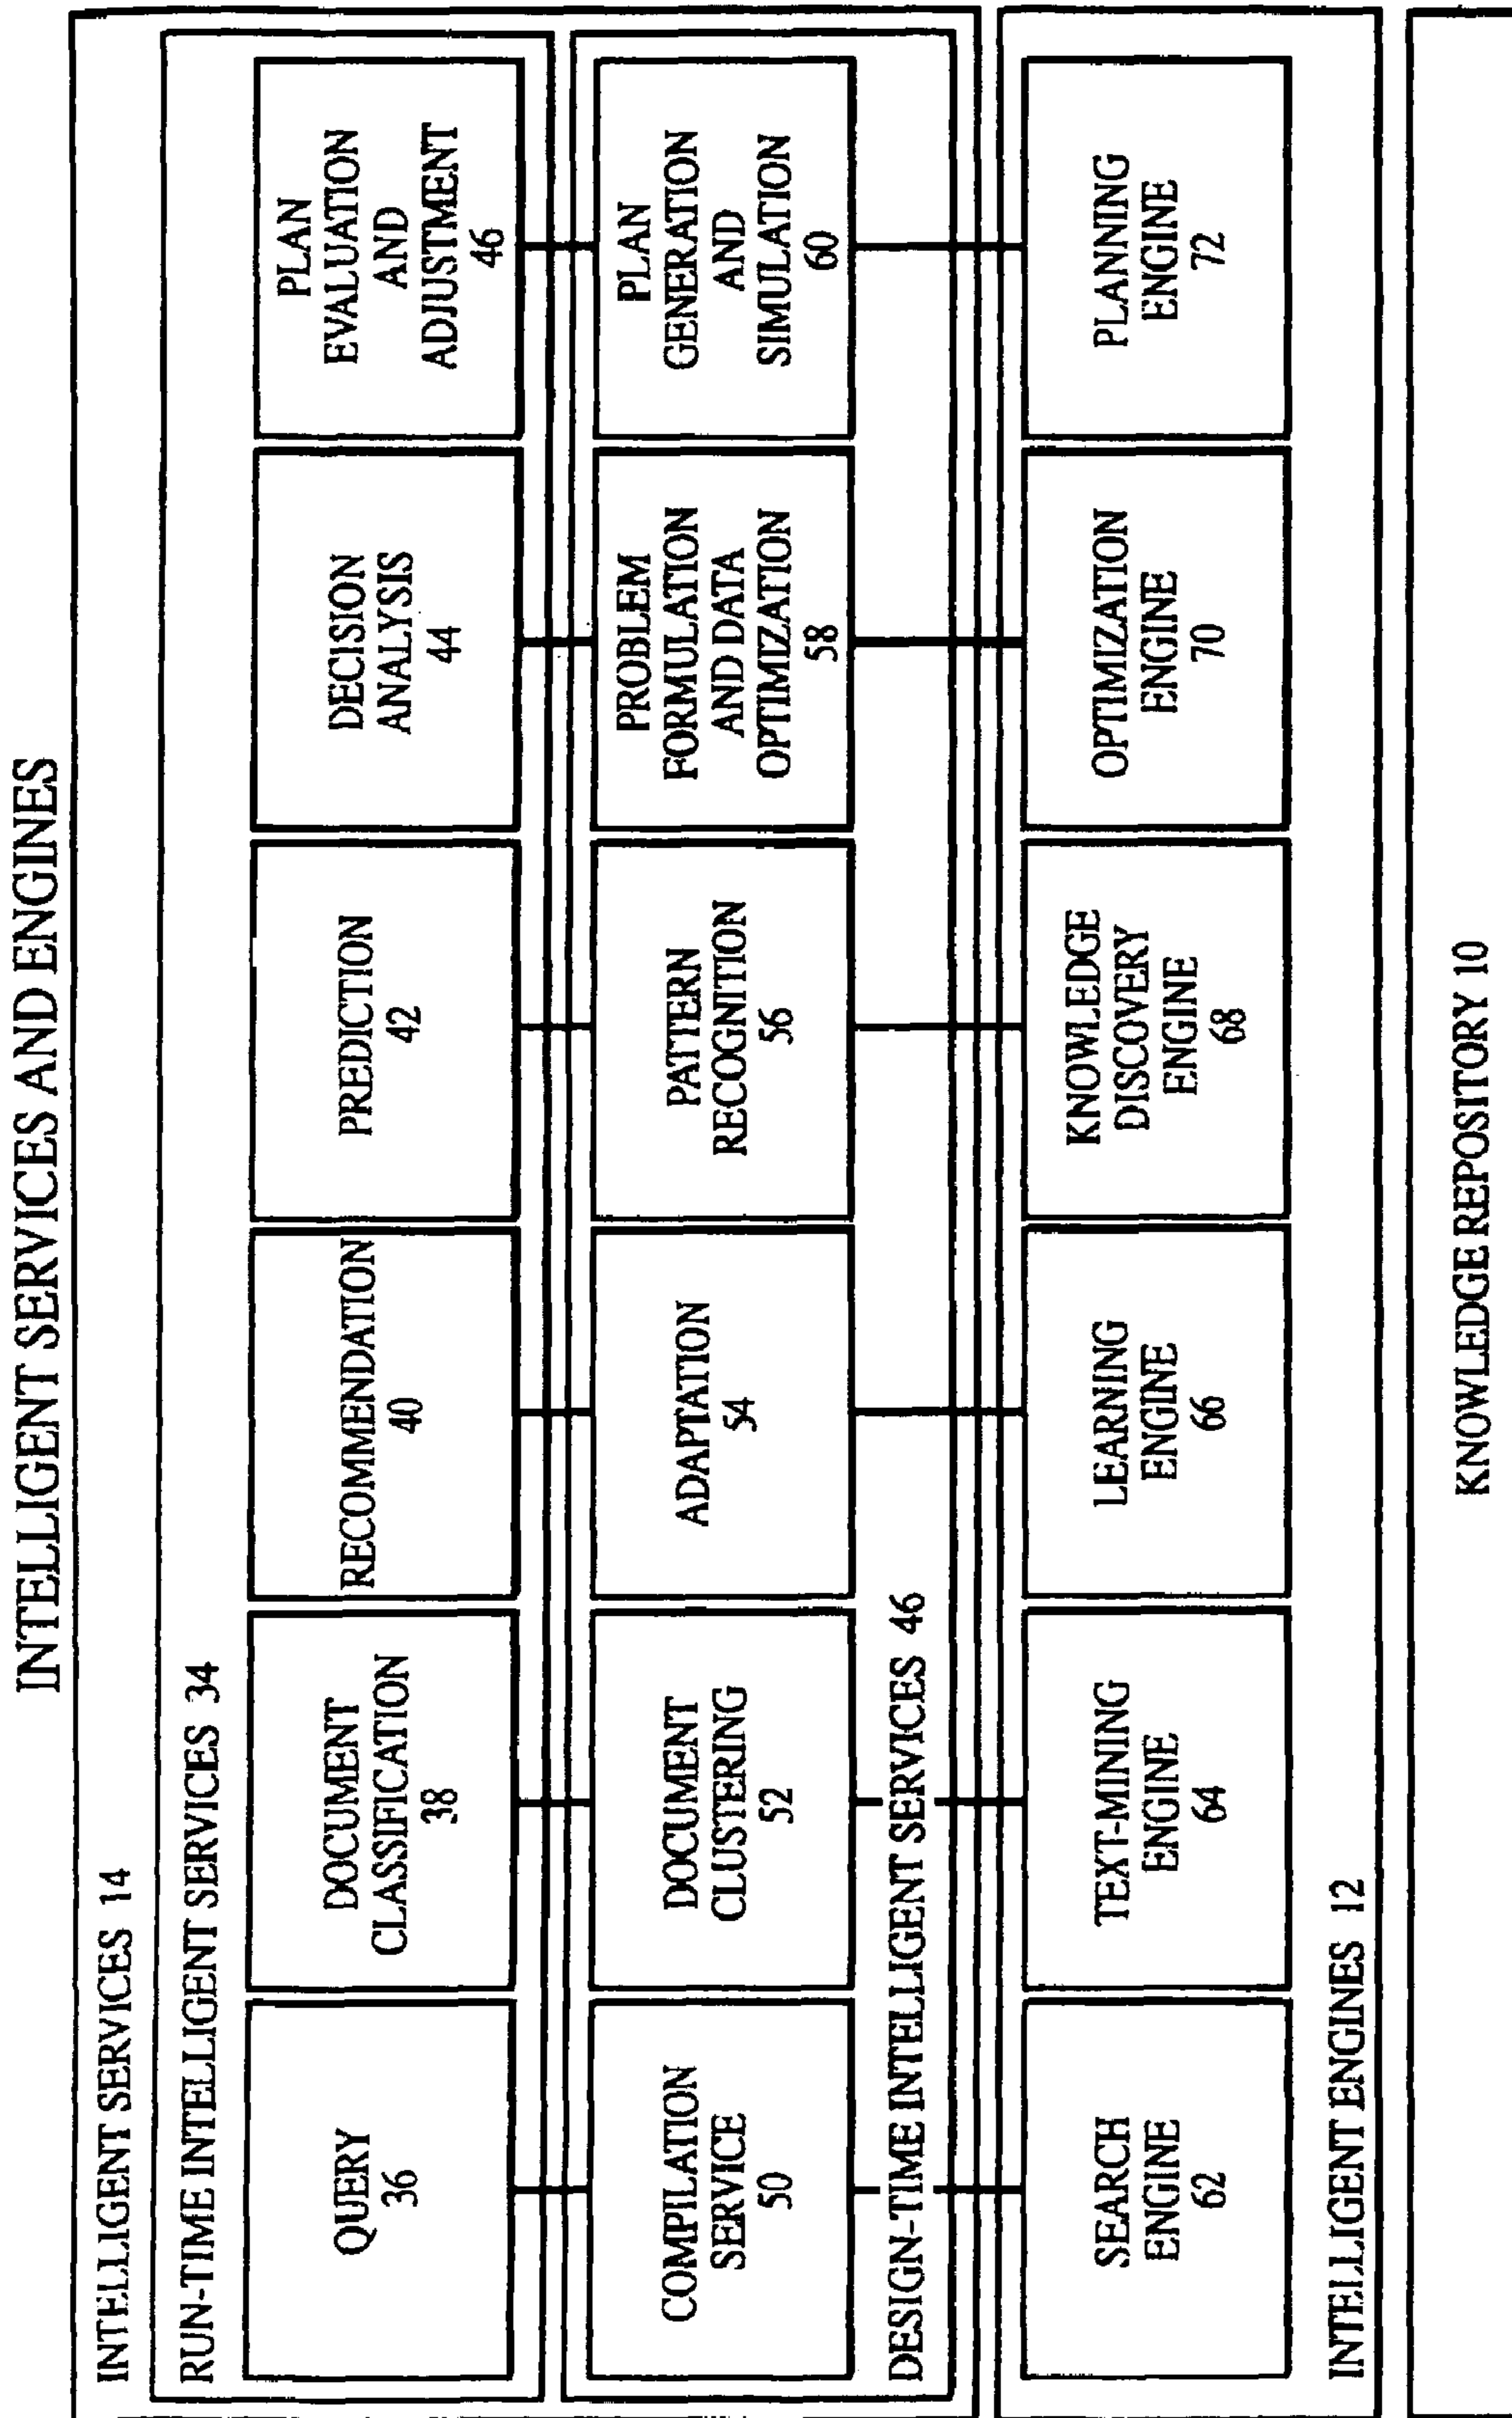 INTELLIGENT SERVICES AND ENGINES
INTELLIGENT SERVICES 14
RUN-TIME INTELLIGENT SERVICES 34
QUERY
36
DOCUMENT
CLASSIFICATION
38
RECOMMENDATION
40
PREDICTION
42
DECISION
ANALYSIS
44
PLAN
EVALUATION
AND
ADJUSTMENT
46
COMPILATION
SERVICE
50
DOCUMENT
CLUSTERING
52
ADAPTATION
54
PATTERN
RECOGNITION
56
PROBLEM
FORMULATION
AND DATA
OPTIMIZATION
58
PLAN
GENERATION
AND
SIMULATION
60
DESIGN-TIME INTELLIGENT SERVICES 46
SEARCH
ENGINE
62
TEXT-MINING
ENGINE
64
LEARNING
ENGINE
66
KNOWLEDGE
DISCOVERY
ENGINE
68
OPTIMIZATION
ENGINE
70
PLANNING
ENGINE
72
INTELLIGENT ENGINES 12
KNOWLEDGE REPOSITORY 10